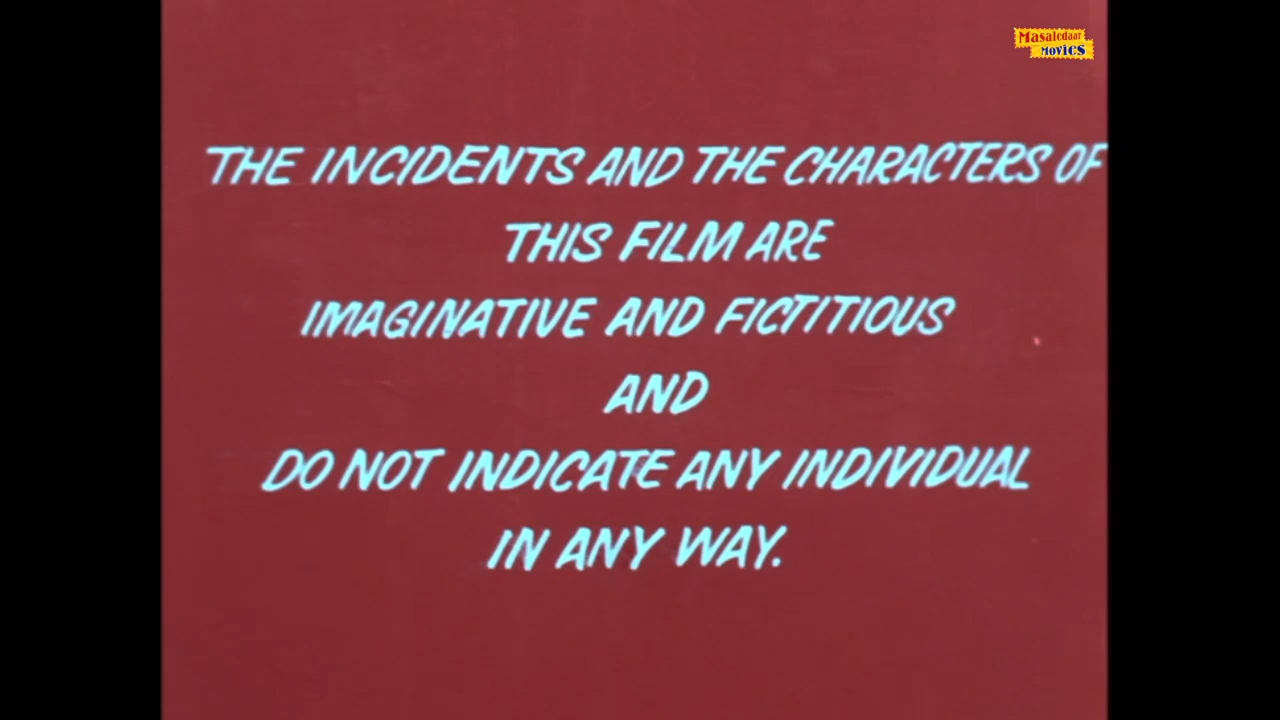 Masaledaar
Movies
THE INCIDENTS AND THE CHARACTERS OF
THIS FILM ARE
IMAGINATIVE AND FICTITIOUS
AND
DO NOT INDICATE ANY INDIVIDUAL
IN ANY WAY.